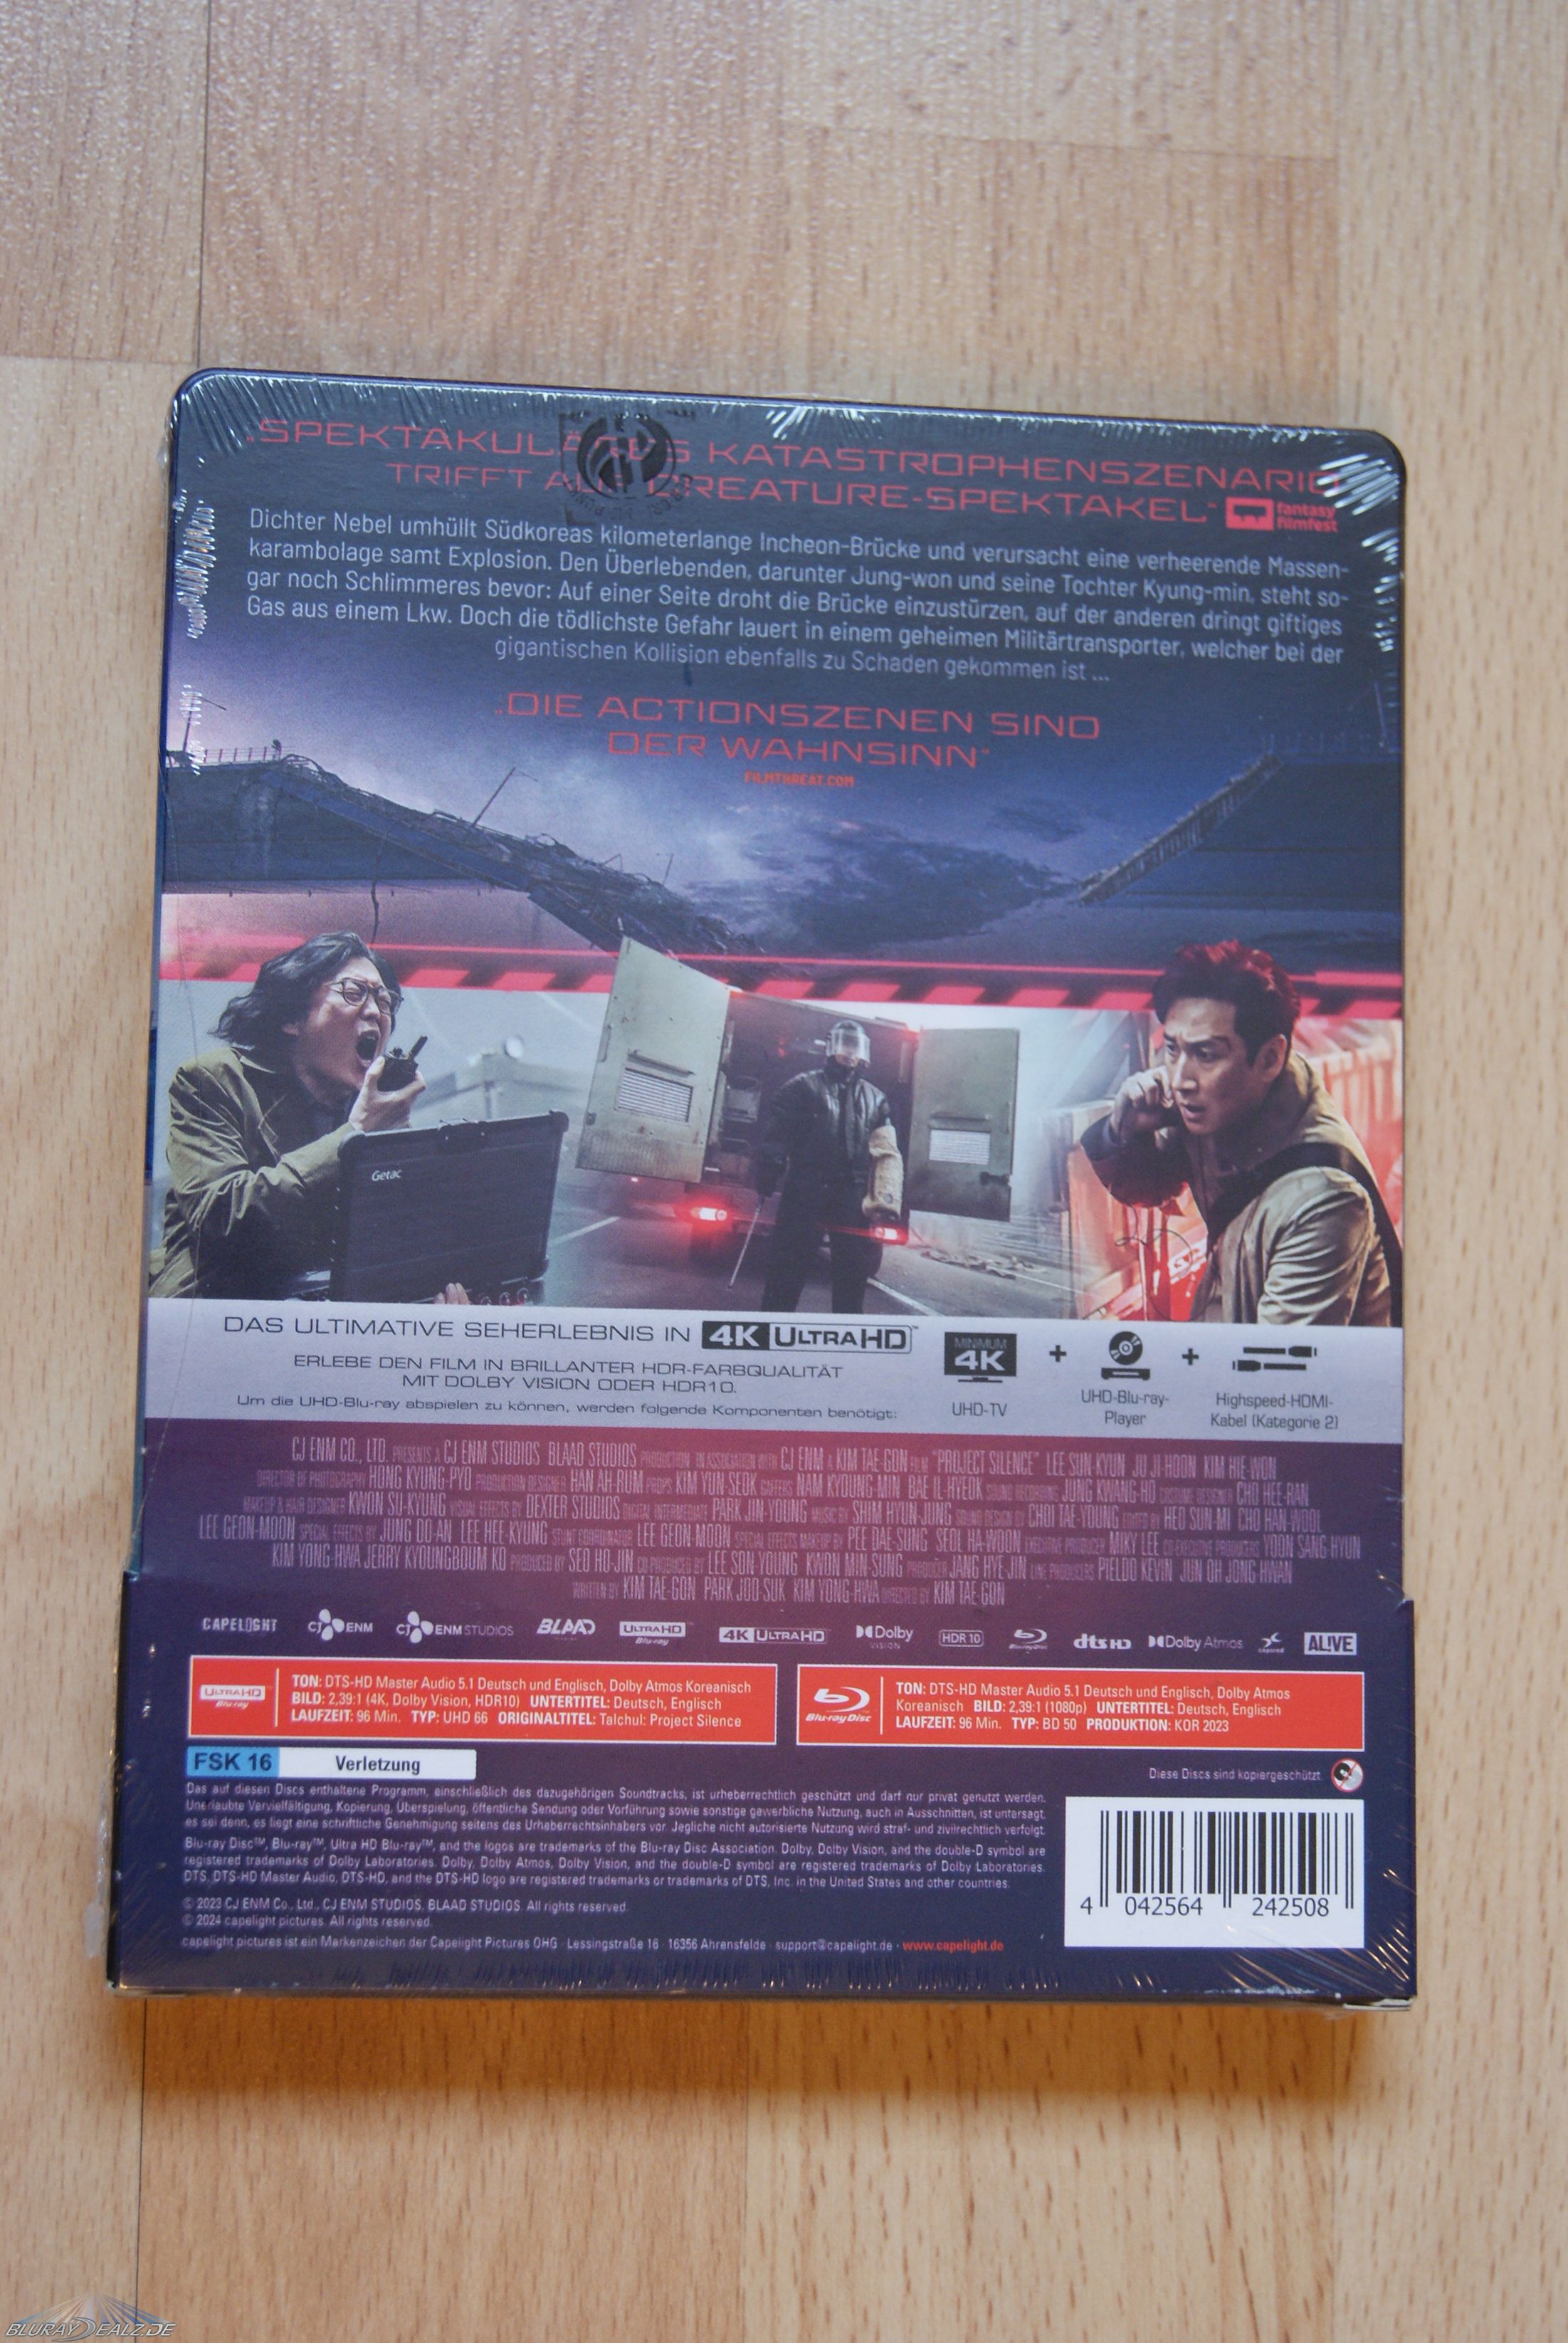 „SPEKTAKULÄRES KATASTROPHENSZENARIO
TRIFFT AUF CREATURE-SPEKTAKEL“ fantasy filmfest
Dichter Nebel umhüllt Südkoreas kilometerlange Incheon-Brücke und verursacht eine verheerende Massen-
karambolage samt Explosion. Den Überlebenden, darunter Jung-won und seine Tochter Kyung-min, steht so-
gar noch Schlimmeres bevor: Auf einer Seite droht die Brücke einzustürzen, auf der anderen dringt giftiges
Gas aus einem Lkw. Doch die tödlichste Gefahr lauert in einem geheimen Militärtransporter, welcher bei der
gigantischen Kollision ebenfalls zu Schaden gekommen ist ...
„DIE ACTIONSZENEN SIND
DER WAHNSINN“
FILMTHREAT.COM
Getac
DAS ULTIMATIVE SEHERLEBNIS IN 4K ULTRA HD™
ERLEBE DEN FILM IN BRILLANTER HDR-FARBQUALITÄT
MIT DOLBY VISION ODER HDR10.
Um die UHD-Blu-ray abspielen zu können, werden folgende Komponenten benötigt:
MINIMUM
4K
+
+
UHD-TV
UHD-Blu-ray-
Player
Highspeed-HDMI-
Kabel (Kategorie 2)
CJ ENM CO., LTD. PRESENTS A CJ ENM STUDIOS BLAAD STUDIOS PRODUCTION IN ASSOCIATION WITH CJ ENM A KIM TAE-GON FILM "PROJECT SILENCE" LEE SUN-KYUN JU JI-HOON KIM HIE-WON
DIRECTOR OF PHOTOGRAPHY HONG KYUNG-PYO PRODUCTION DESIGNER HAN AH-RUM PROPS KIM YUN-SEOK GAFFERS NAM KYOUNG-MIN BAE IL-HYEOK SOUND RECORDING JUNG KWANG-HO COSTUME DESIGNER CHO HEE-RAN
MAKEUP & HAIR DESIGNER KWON SU-KYUNG VISUAL EFFECTS BY DEXTER STUDIOS DIGITAL INTERMEDIATE PARK JIN-YOUNG MUSIC BY SHIM HYUN-JUNG SOUND DESIGN BY CHOI TAE-YOUNG EDITED BY HEO SUN-MI CHO HAN-WOOL
LEE GEON-MOON SPECIAL EFFECTS BY JUNG DO-AN LEE HEE-KYUNG STUNT COORDINATOR LEE GEON-MOON SPECIAL EFFECTS MAKEUP BY PEE DAE-SUNG SEOL HA-WOON EXECUTIVE PRODUCER MIKY LEE CO-EXECUTIVE PRODUCERS YOON SANG-HYUN
KIM YONG-HWA JERRY KYOUNGBOUM KO PRODUCED BY SEO HO-JIN CO-PRODUCED BY LEE SON YOUNG KWON MIN-SUNG PRODUCER JANG HYE-JIN LINE PRODUCERS PIELDO KEVIN JUN OH JONG-HWAN
WRITTEN BY KIM TAE-GON PARK JOO-SUK KIM YONG-HWA DIRECTED BY KIM TAE-GON
CAPELIGHT CJ ENM CJ ENM STUDIOS BLAAD ULTRA HD Blu-ray 4K ULTRA HD Dolby VISION HDR 10 Blu-ray Disc dts HD Dolby Atmos AL!VE
ULTRA HD
Blu-ray
TON: DTS-HD Master Audio 5.1 Deutsch und Englisch, Dolby Atmos Koreanisch
BILD: 2,39:1 (4K, Dolby Vision, HDR10) UNTERTITEL: Deutsch, Englisch
LAUFZEIT: 96 Min. TYP: UHD 66 ORIGINALTITEL: Talchul: Project Silence
Blu-ray Disc
TON: DTS-HD Master Audio 5.1 Deutsch und Englisch, Dolby Atmos
Koreanisch BILD: 2,39:1 (1080p) UNTERTITEL: Deutsch, Englisch
LAUFZEIT: 96 Min. TYP: BD 50 PRODUKTION: KOR 2023
FSK 16 Verletzung
Diese Discs sind kopiergeschützt.
Das auf diesen Discs enthaltene Programm, einschließlich des dazugehörigen Soundtracks, ist urheberrechtlich geschützt und darf nur privat genutzt werden.
Unerlaubte Vervielfältigung, Kopierung, Überspielung, öffentliche Sendung oder Vorführung sowie sonstige gewerbliche Nutzung, auch in Ausschnitten, ist untersagt,
es sei denn, es liegt eine schriftliche Genehmigung seitens des Urheberrechtsinhabers vor. Jegliche nicht autorisierte Nutzung wird straf- und zivilrechtlich verfolgt.
Blu-ray Disc™, Blu-ray™, Ultra HD Blu-ray™, and the logos are trademarks of the Blu-ray Disc Association. Dolby, Dolby Vision, and the double-D symbol are
registered trademarks of Dolby Laboratories. Dolby, Dolby Atmos, Dolby Vision, and the double-D symbol are registered trademarks of Dolby Laboratories.
DTS, DTS-HD Master Audio, DTS-HD, and the DTS-HD logo are registered trademarks or trademarks of DTS, Inc. in the United States and other countries.
© 2023 CJ ENM Co., Ltd., CJ ENM STUDIOS, BLAAD STUDIOS. All rights reserved.
© 2024 capelight pictures. All rights reserved.
capelight pictures ist ein Markenzeichen der Capelight Pictures OHG · Lessingstraße 16 · 16356 Ahrensfelde · support@capelight.de · www.capelight.de
4 042564 242508
BLURAYDEALZ.DE